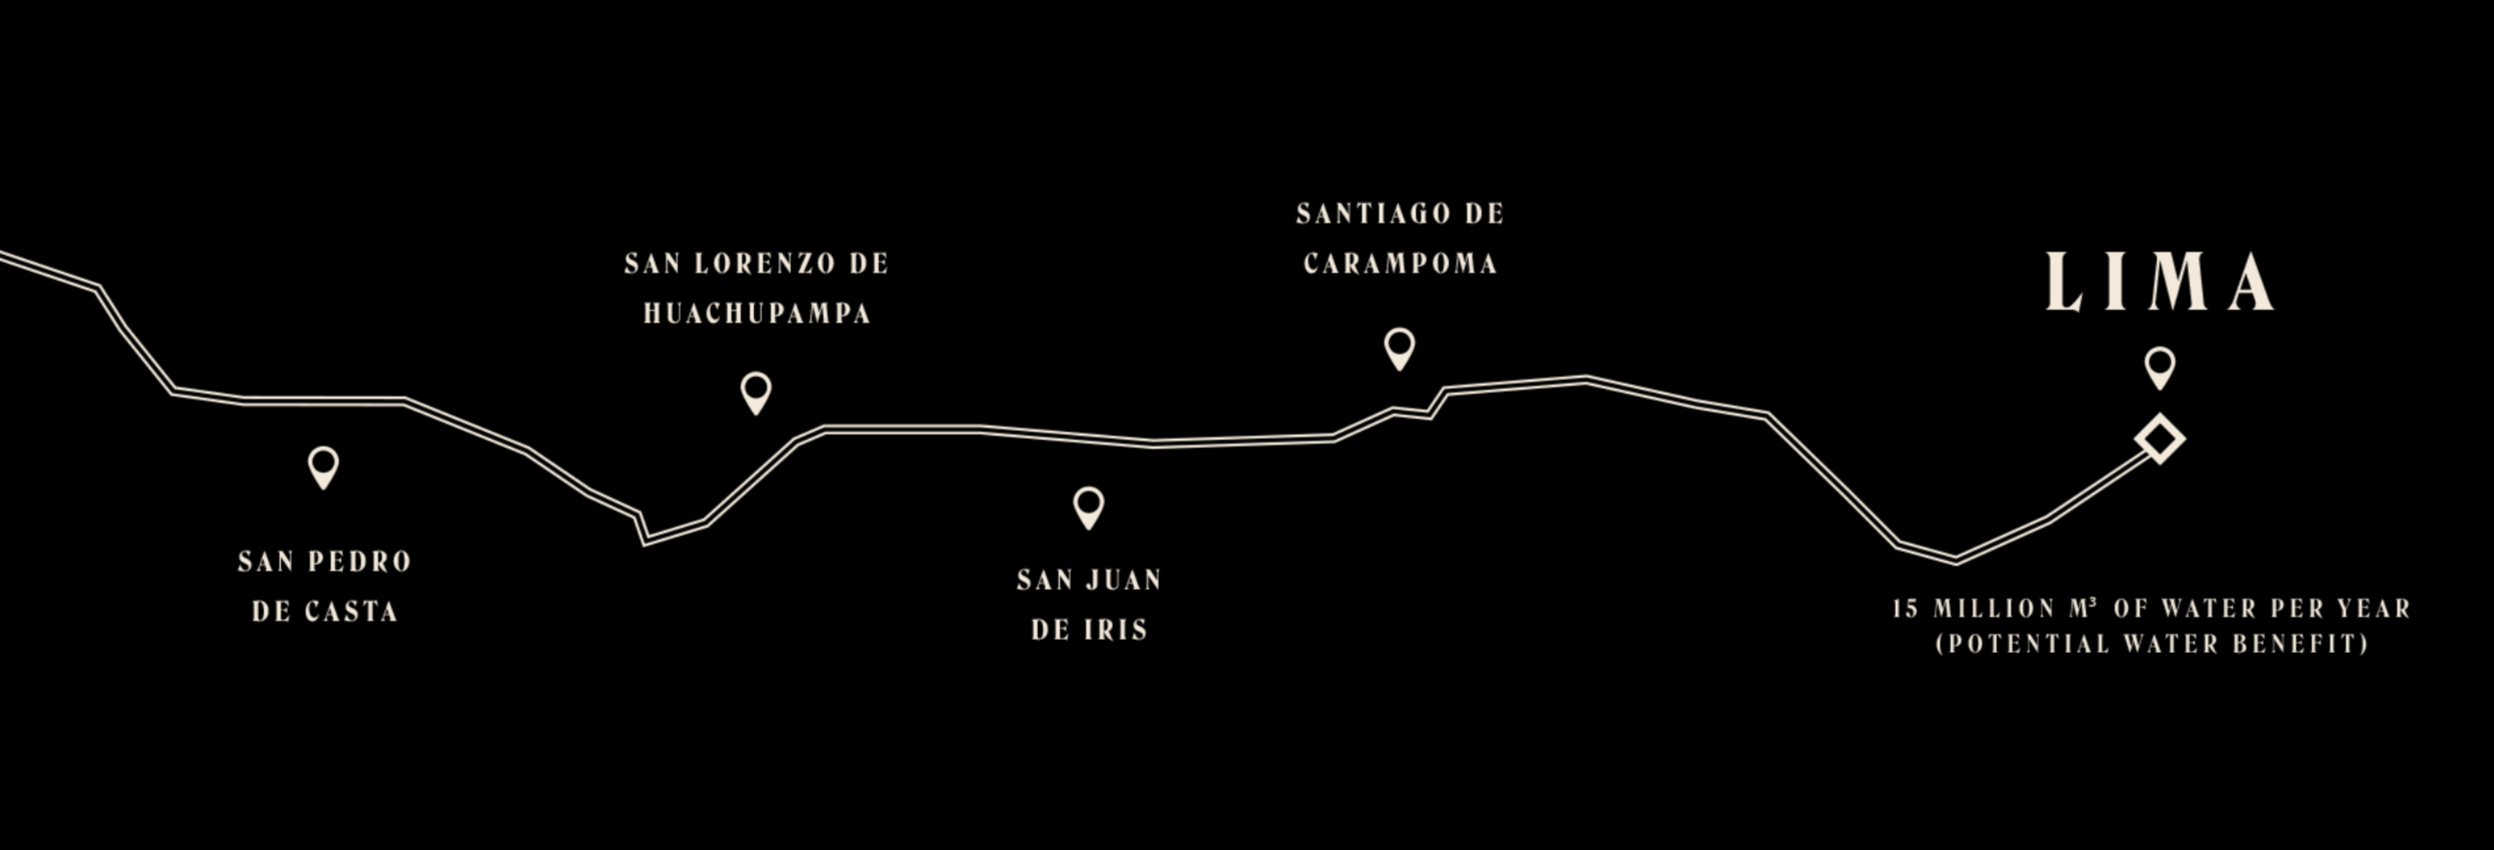 SAN PEDRO
DE CASTA
SAN LORENZO DE
HUACHUPAMPA
SAN JUAN
DE IRIS
SANTIAGO DE
CARAMPOMA
LIMA
15 MILLION M³ OF WATER PER YEAR
(POTENTIAL WATER BENEFIT)